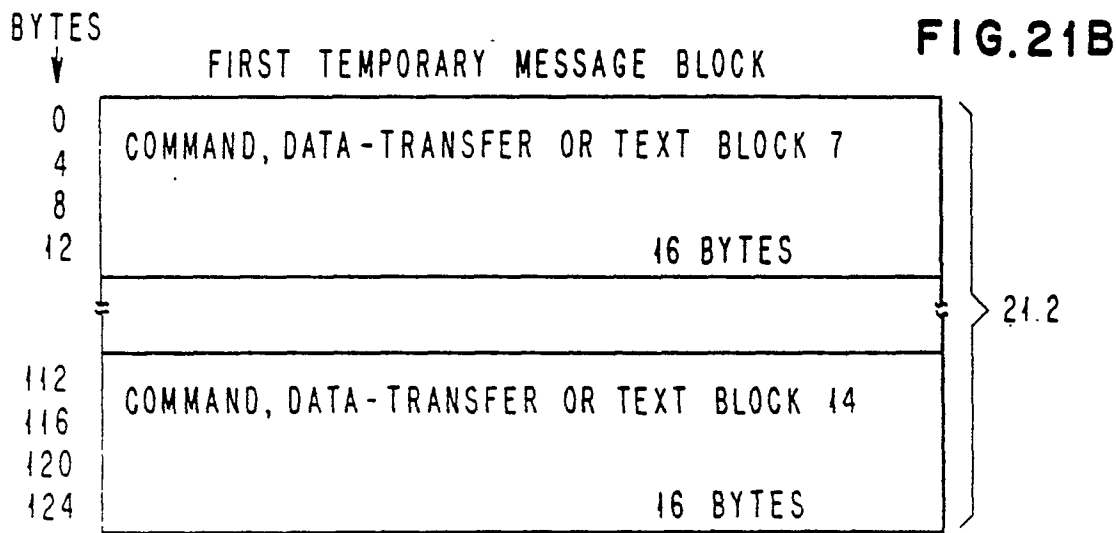 BYTES
FIG.21B
FIRST TEMPORARY MESSAGE BLOCK
0
COMMAND, DATA-TRANSFER OR TEXT BLOCK 7
4
8
12
16 BYTES
21.2
112
COMMAND, DATA-TRANSFER OR TEXT BLOCK 14
116
120
124
16 BYTES